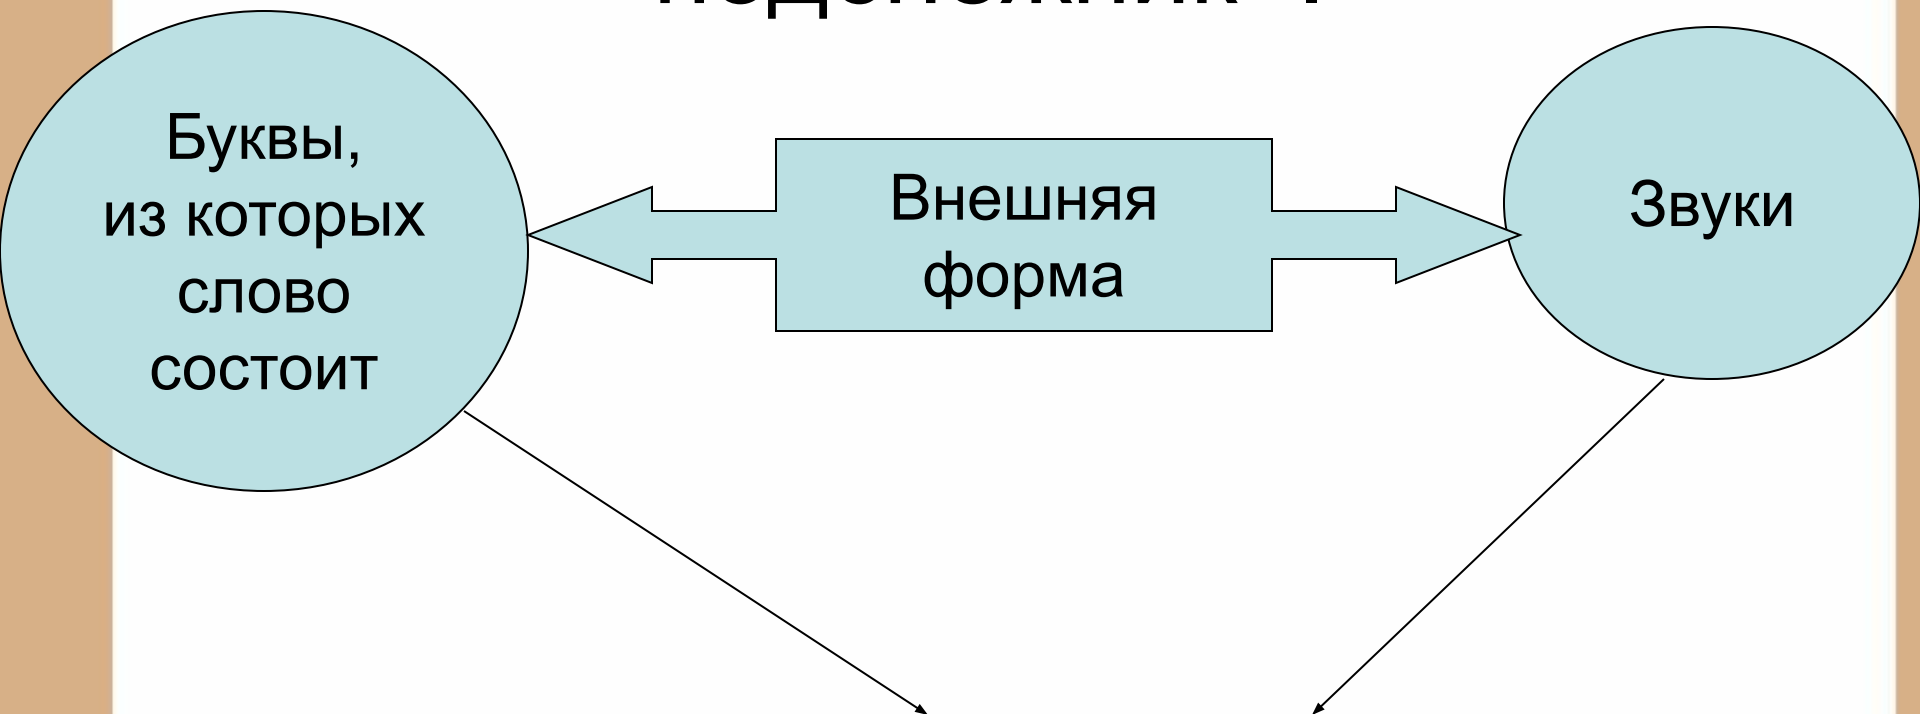 Буквы,
из которых
слово
состоит
Внешняя
форма
Звуки